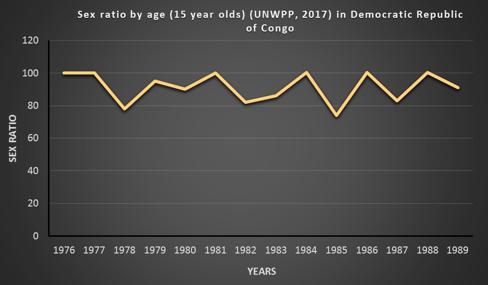 Sex ratio by age (15 year olds) (UNWPP, 2017) in Democratic Republic
of Congo
120
100
80
60
40
20
0
SEX RATIO
1976 1977 1978 1979 1980 1981 1982 1983 1984 1985 1986 1987 1988 1989
YEARS